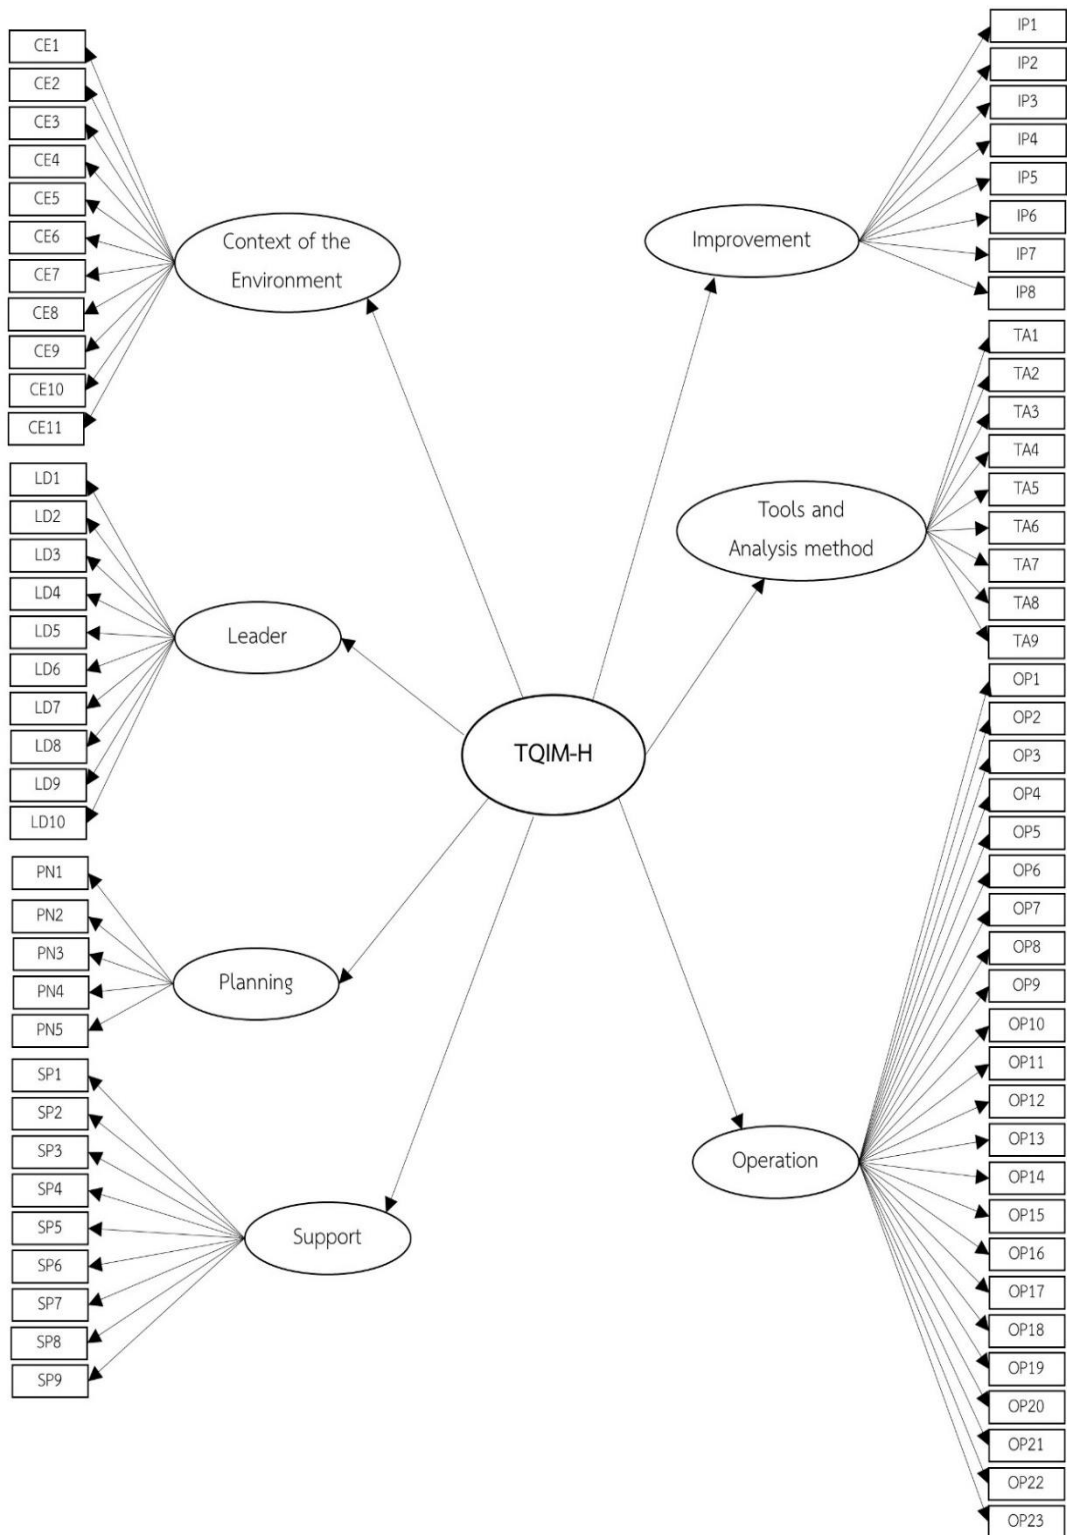 CE1
CE2
CE3
CE4
CE5
CE6
CE7
CE8
CE9
CE10
CE11
Context of the
Environment
LD1
LD2
LD3
LD4
LD5
LD6
LD7
LD8
LD9
LD10
Leader
PN1
PN2
PN3
PN4
PN5
Planning
SP1
SP2
SP3
SP4
SP5
SP6
SP7
SP8
SP9
Support
TQIM-H
Improvement
IP1
IP2
IP3
IP4
IP5
IP6
IP7
IP8
Tools and
Analysis method
TA1
TA2
TA3
TA4
TA5
TA6
TA7
TA8
TA9
Operation
OP1
OP2
OP3
OP4
OP5
OP6
OP7
OP8
OP9
OP10
OP11
OP12
OP13
OP14
OP15
OP16
OP17
OP18
OP19
OP20
OP21
OP22
OP23